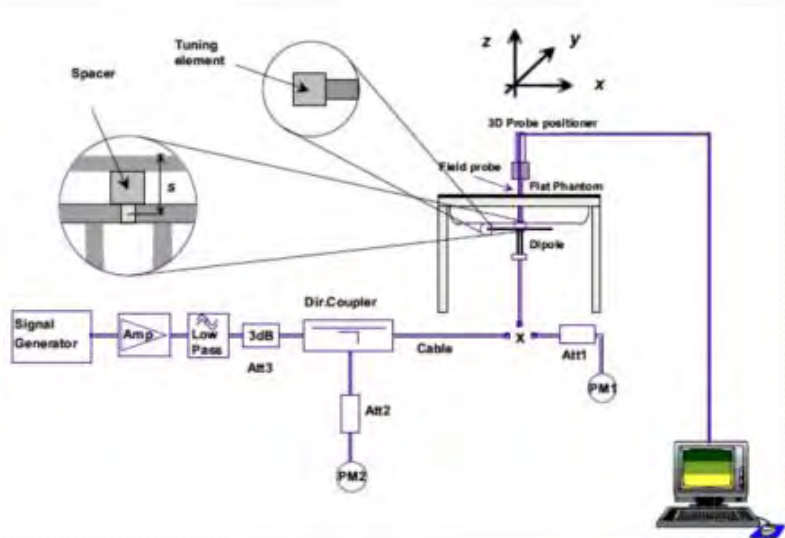 z
y
x
Tuning
element
Spacer
s
3D Probe positioner
Field probe
Flat Phantom
Dipole
Dir.Coupler
Signal
Generator
Amp
Low
Pass
3dB
Att3
Cable
x
Att1
PM1
Att2
PM2